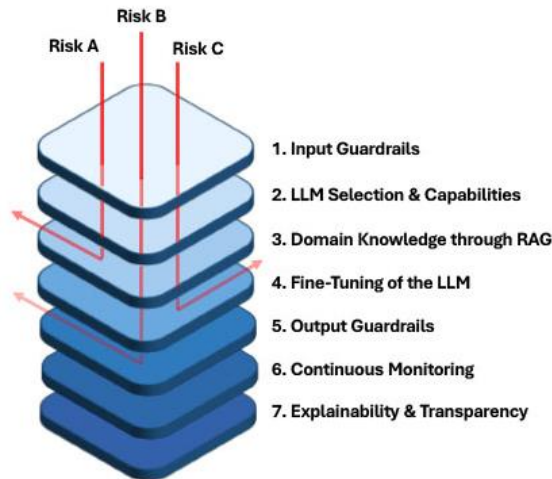 Risk B
Risk A
Risk C
1. Input Guardrails
2. LLM Selection & Capabilities
3. Domain Knowledge through RAG
4. Fine-Tuning of the LLM
5. Output Guardrails
6. Continuous Monitoring
7. Explainability & Transparency